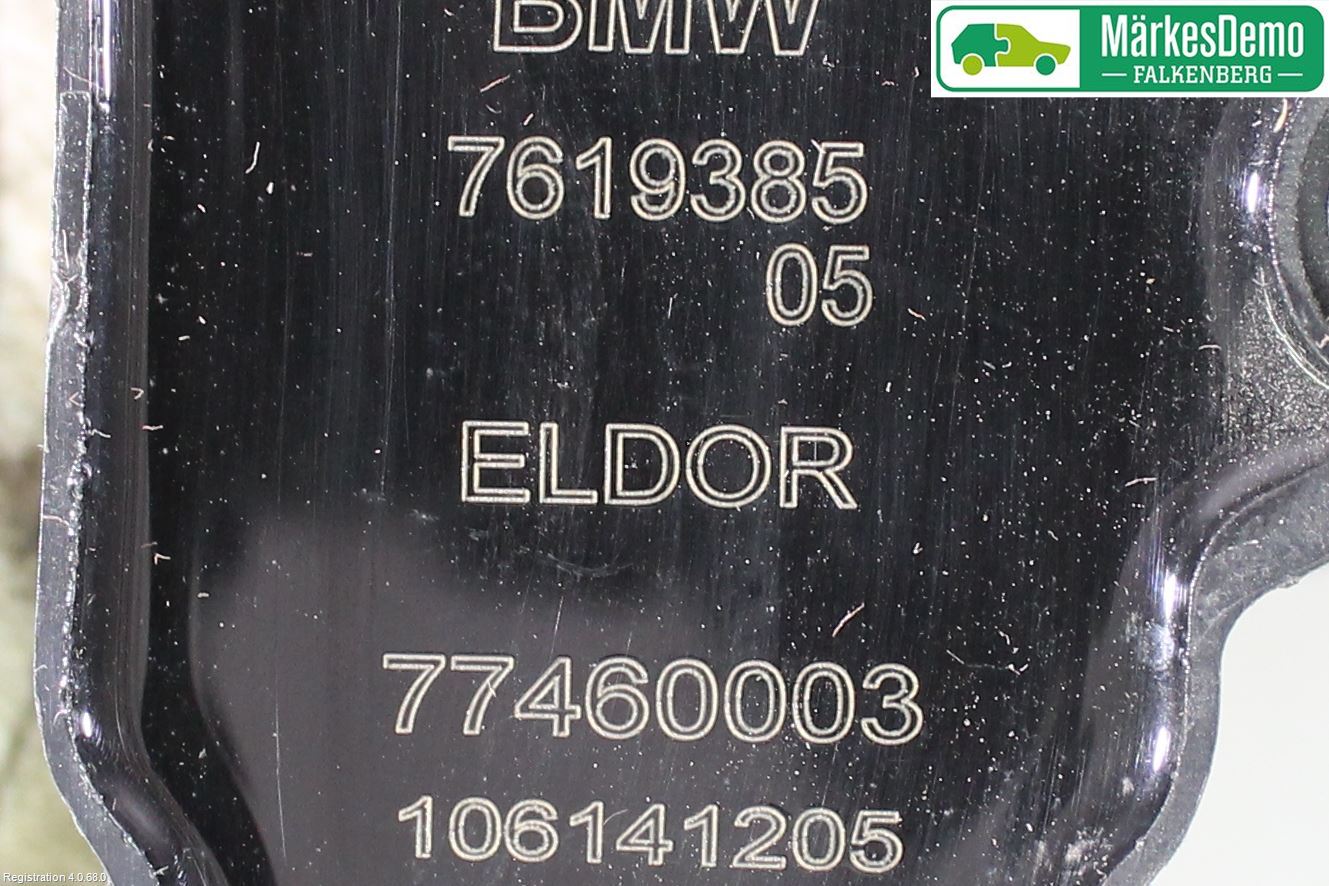 BMW
MärkesDemo
FALKENBERG
7619385
05
ELDOR
77460003
106141205
Registration 4.0.68.0